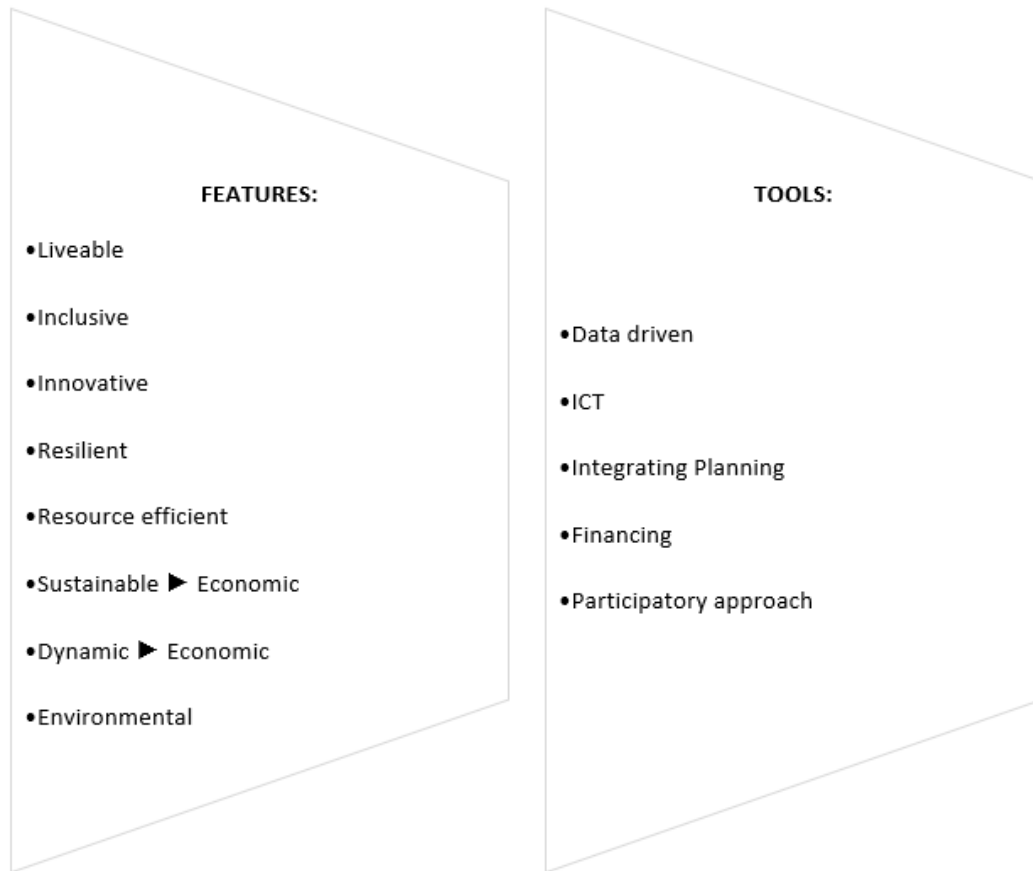 FEATURES:
•Liveable
•Inclusive
•Innovative
•Resilient
•Resource efficient
•Sustainable ► Economic
•Dynamic ► Economic
•Environmental
TOOLS:
•Data driven
•ICT
•Integrating Planning
•Financing
•Participatory approach